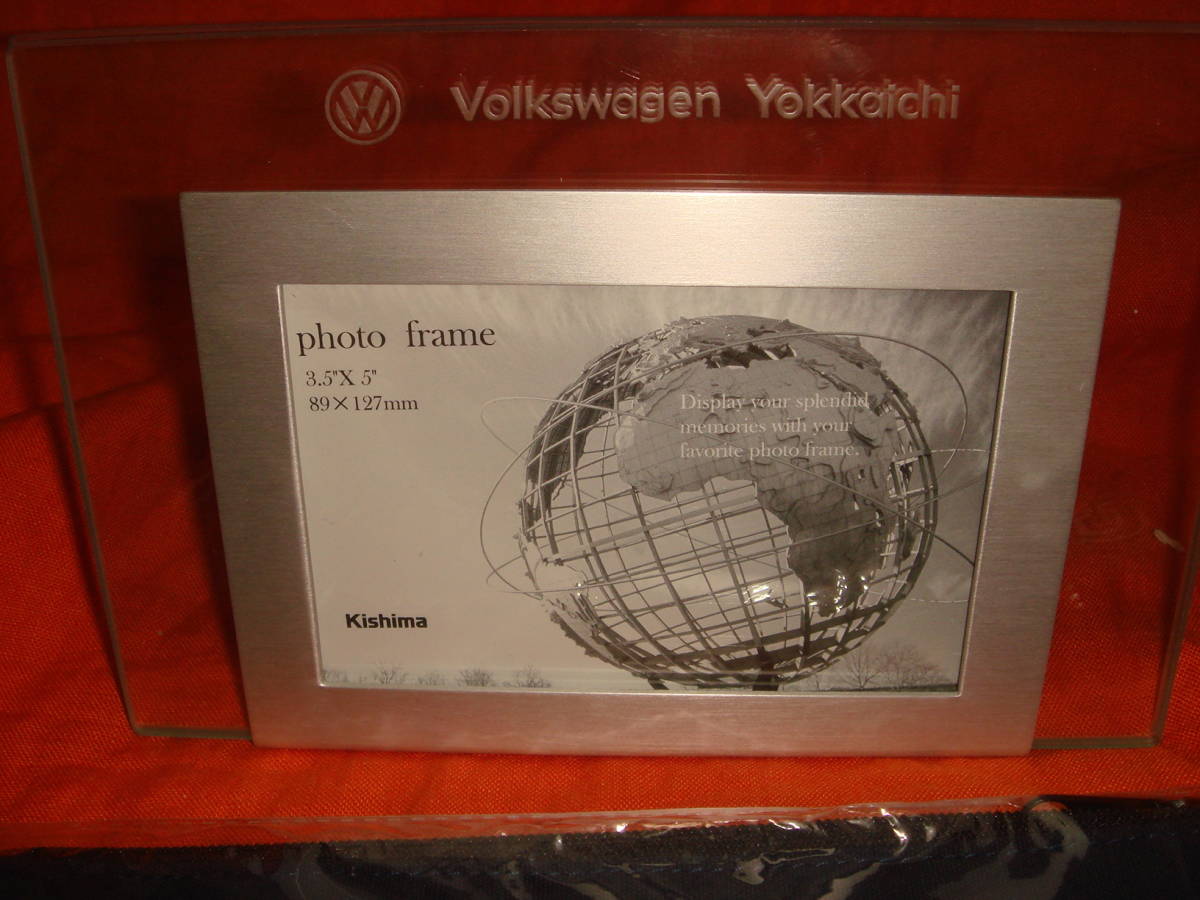 Volkswagen Yokkaichi
photo frame
3.5"X 5"
89×127mm
Display your splendid
memories with your
favorite photo frame.
Kishima